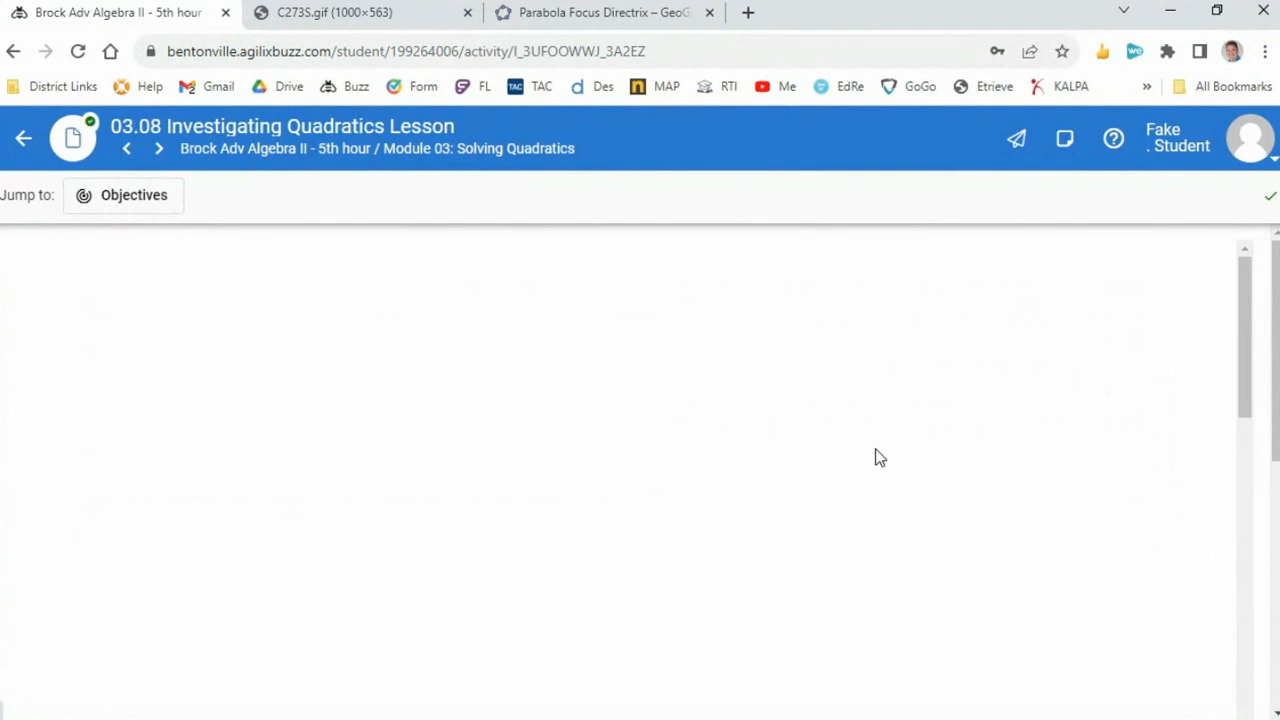 Brock Adv Algebra II - 5th hour
C273S.gif (1000×563)
Parabola Focus Directrix – GeoG
bentonville.agilixbuzz.com/student/199264006/activity/I_3UFOOWWJ_3A2EZ
District Links Help Gmail Drive Buzz Form FL TAC TAC Des MAP RTI Me EdRe GoGo Etrieve KALPA » All Bookmarks
03.08 Investigating Quadratics Lesson
Brock Adv Algebra II - 5th hour / Module 03: Solving Quadratics
Fake
. Student
Jump to: Objectives